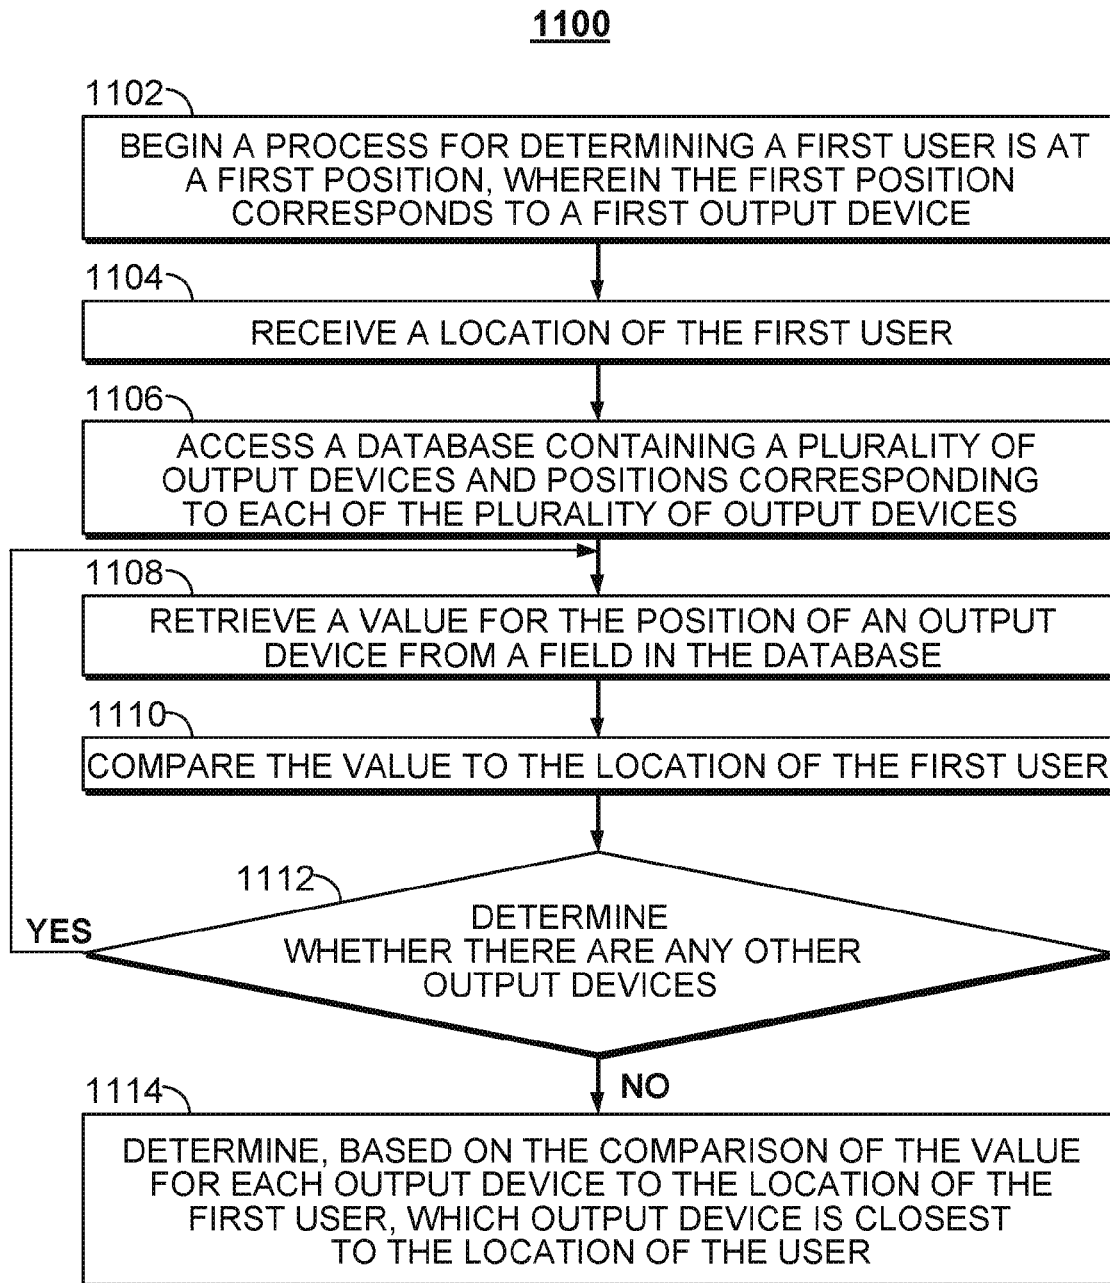 1100
1102
BEGIN A PROCESS FOR DETERMINING A FIRST USER IS AT
A FIRST POSITION, WHEREIN THE FIRST POSITION
CORRESPONDS TO A FIRST OUTPUT DEVICE
1104
RECEIVE A LOCATION OF THE FIRST USER
1106
ACCESS A DATABASE CONTAINING A PLURALITY OF
OUTPUT DEVICES AND POSITIONS CORRESPONDING
TO EACH OF THE PLURALITY OF OUTPUT DEVICES
1108
RETRIEVE A VALUE FOR THE POSITION OF AN OUTPUT
DEVICE FROM A FIELD IN THE DATABASE
1110
COMPARE THE VALUE TO THE LOCATION OF THE FIRST USER
1112
YES
DETERMINE
WHETHER THERE ARE ANY OTHER
OUTPUT DEVICES
NO
1114
DETERMINE, BASED ON THE COMPARISON OF THE VALUE
FOR EACH OUTPUT DEVICE TO THE LOCATION OF THE
FIRST USER, WHICH OUTPUT DEVICE IS CLOSEST
TO THE LOCATION OF THE USER